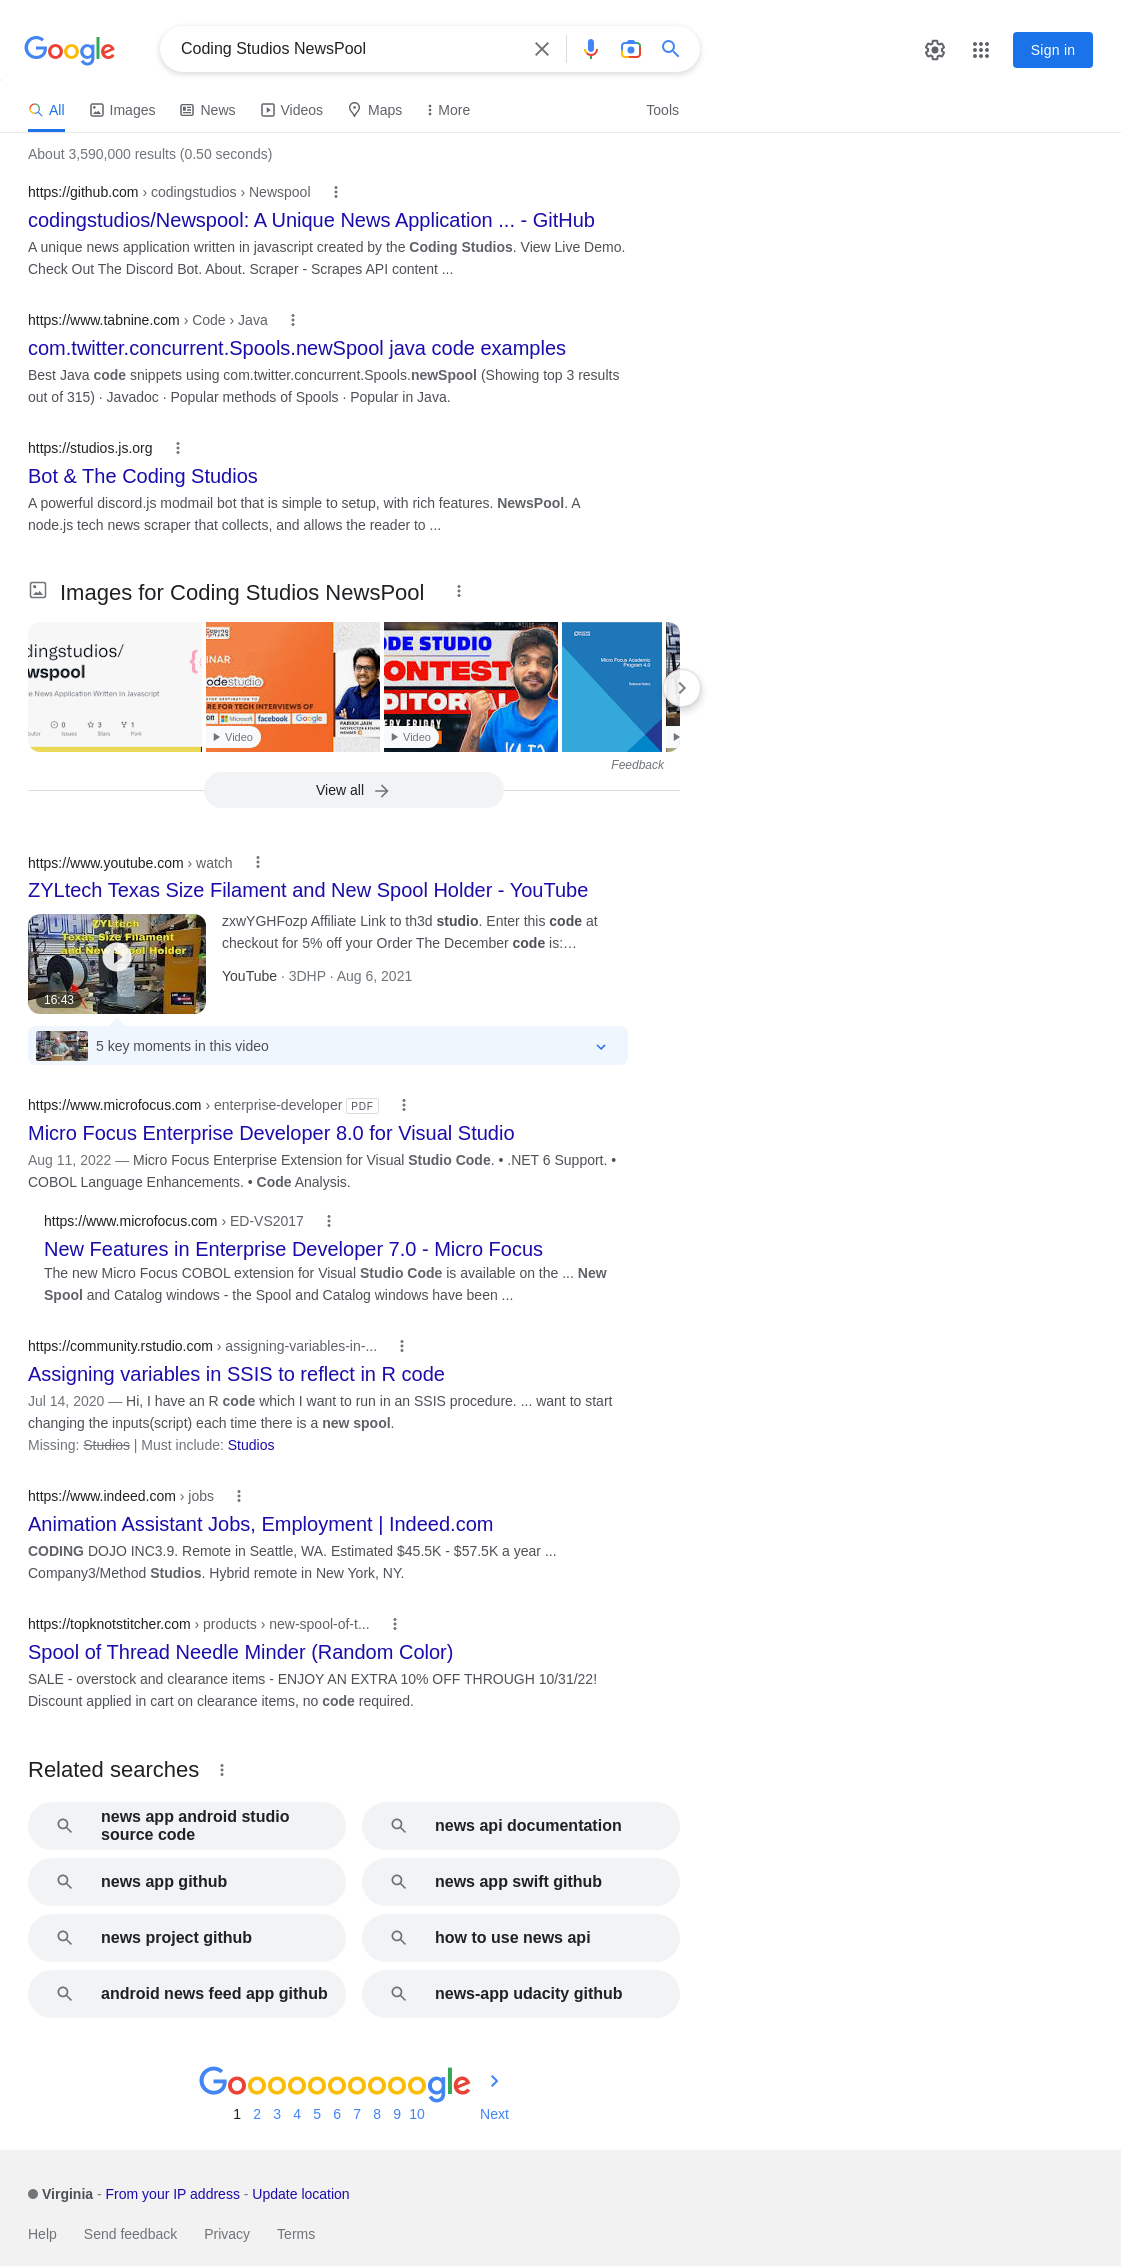 Google
Coding Studios NewsPool
Sign in
All
Images
News
Videos
Maps
More
Tools
About 3,590,000 results (0.50 seconds)
https://github.com › codingstudios › Newspool
codingstudios/Newspool: A Unique News Application ... - GitHub
A unique news application written in javascript created by the Coding Studios. View Live Demo.
Check Out The Discord Bot. About. Scraper - Scrapes API content ...
https://www.tabnine.com › Code › Java
com.twitter.concurrent.Spools.newSpool java code examples
Best Java code snippets using com.twitter.concurrent.Spools.newSpool (Showing top 3 results
out of 315) · Javadoc · Popular methods of Spools · Popular in Java.
https://studios.js.org
Bot & The Coding Studios
A powerful discord.js modmail bot that is simple to setup, with rich features. NewsPool. A
node.js tech news scraper that collects, and allows the reader to ...
Images for Coding Studios NewsPool
dingstudios/
wspool
e News Application Written In Javascript
0
3
1
Issues
Stars
Fork
NINJAS
INAR
codestudio
RE FOR TECH INTERVIEWS OF
Microsoft
facebook
Google
PARIKH JAIN
Video
ODE STUDIO
CONTEST
DITORIAL
RY FRIDAY
Video
Micro Focus Academic
Program 4.0
Release Notes
Feedback
View all
https://www.youtube.com › watch
ZYLtech Texas Size Filament and New Spool Holder - YouTube
ZYLtech
Texas Size Filament
and New Spool Holder
16:43
zxwYGHFozp Affiliate Link to th3d studio. Enter this code at
checkout for 5% off your Order The December code is:…
YouTube · 3DHP · Aug 6, 2021
5 key moments in this video
https://www.microfocus.com › enterprise-developer PDF
Micro Focus Enterprise Developer 8.0 for Visual Studio
Aug 11, 2022 — Micro Focus Enterprise Extension for Visual Studio Code. • .NET 6 Support. •
COBOL Language Enhancements. • Code Analysis.
https://www.microfocus.com › ED-VS2017
New Features in Enterprise Developer 7.0 - Micro Focus
The new Micro Focus COBOL extension for Visual Studio Code is available on the ... New
Spool and Catalog windows - the Spool and Catalog windows have been ...
https://community.rstudio.com › assigning-variables-in-...
Assigning variables in SSIS to reflect in R code
Jul 14, 2020 — Hi, I have an R code which I want to run in an SSIS procedure. ... want to start
changing the inputs(script) each time there is a new spool.
Missing: Studios | Must include: Studios
https://www.indeed.com › jobs
Animation Assistant Jobs, Employment | Indeed.com
CODING DOJO INC3.9. Remote in Seattle, WA. Estimated $45.5K - $57.5K a year ...
Company3/Method Studios. Hybrid remote in New York, NY.
https://topknotstitcher.com › products › new-spool-of-t...
Spool of Thread Needle Minder (Random Color)
SALE - overstock and clearance items - ENJOY AN EXTRA 10% OFF THROUGH 10/31/22!
Discount applied in cart on clearance items, no code required.
Related searches
news app android studio
source code
news api documentation
news app github
news app swift github
news project github
how to use news api
android news feed app github
news-app udacity github
Goooooooooogle
1 2 3 4 5 6 7 8 9 10 Next
Virginia - From your IP address - Update location
Help Send feedback Privacy Terms